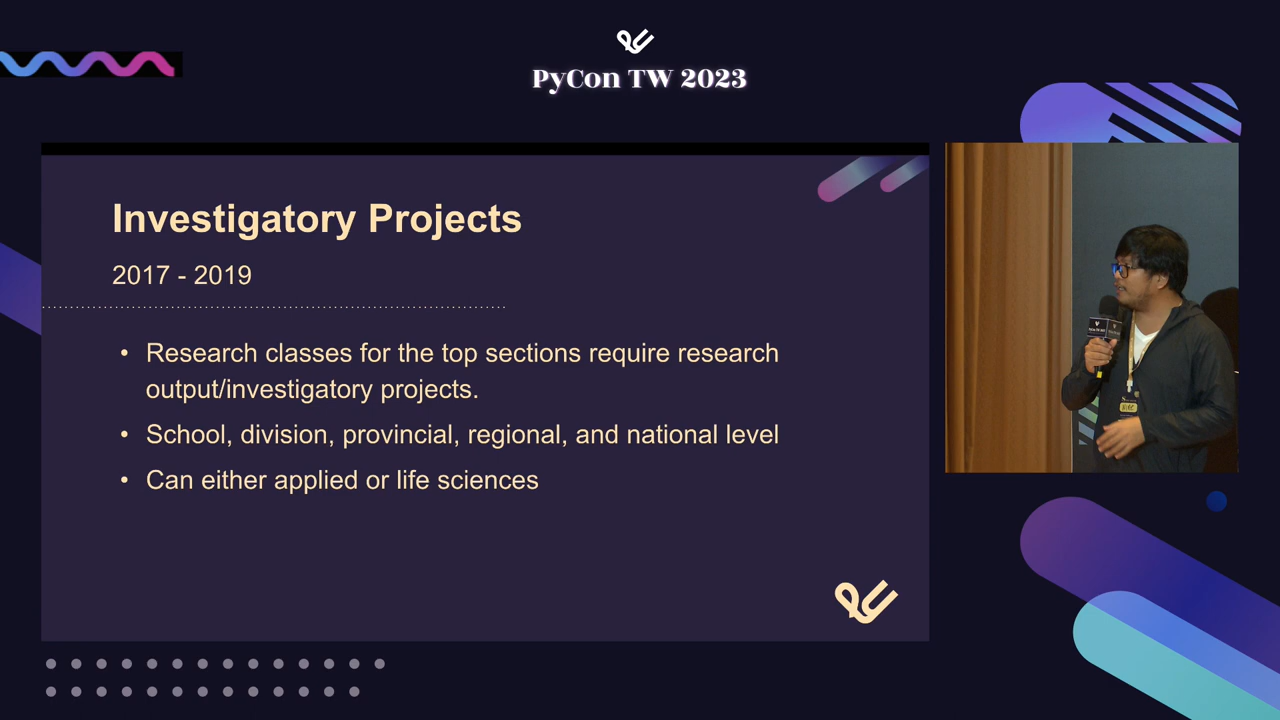 PyCon TW 2023
Investigatory Projects
2017 - 2019
• Research classes for the top sections require research
output/investigatory projects.
• School, division, provincial, regional, and national level
• Can either applied or life sciences